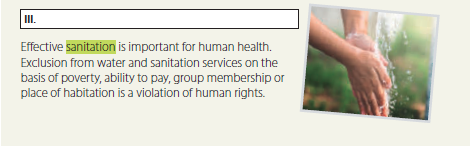 III.
Effective sanitation is important for human health.
Exclusion from water and sanitation services on the
basis of poverty, ability to pay, group membership or
place of habitation is a violation of human rights.